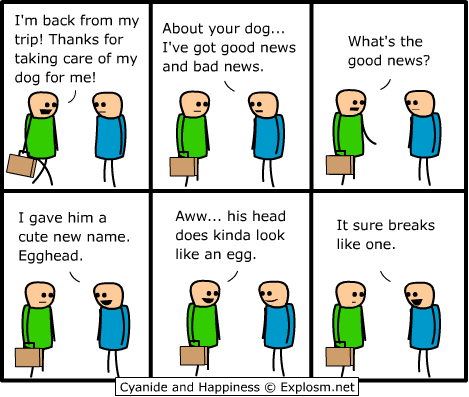 I'm back from my
trip! Thanks for
taking care of my
dog for me!
About your dog...
I've got good news
and bad news.
What's the
good news?
I gave him a
cute new name.
Egghead.
Aww... his head
does kinda look
like an egg.
It sure breaks
like one.
Cyanide and Happiness © Explosm.net